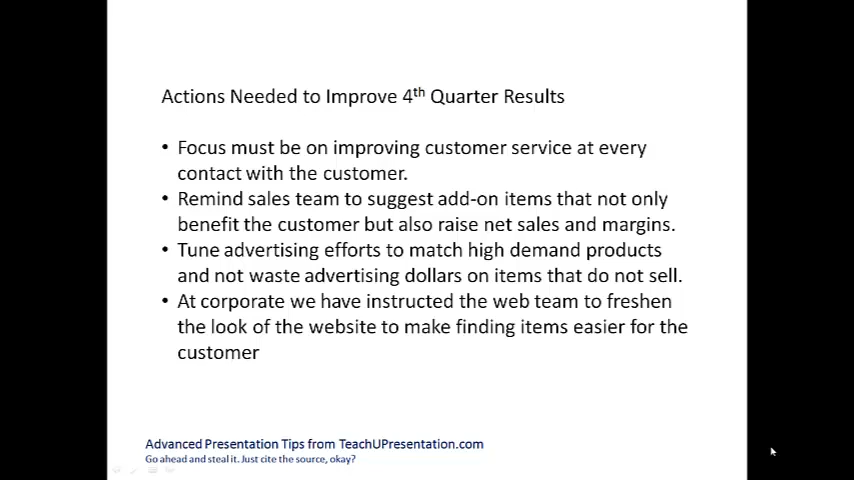 Actions Needed to Improve 4th Quarter Results
• Focus must be on improving customer service at every
contact with the customer.
• Remind sales team to suggest add-on items that not only
benefit the customer but also raise net sales and margins.
• Tune advertising efforts to match high demand products
and not waste advertising dollars on items that do not sell.
• At corporate we have instructed the web team to freshen
the look of the website to make finding items easier for the
customer
Advanced Presentation Tips from TeachUPresentation.com
Go ahead and steal it. Just cite the source, okay?